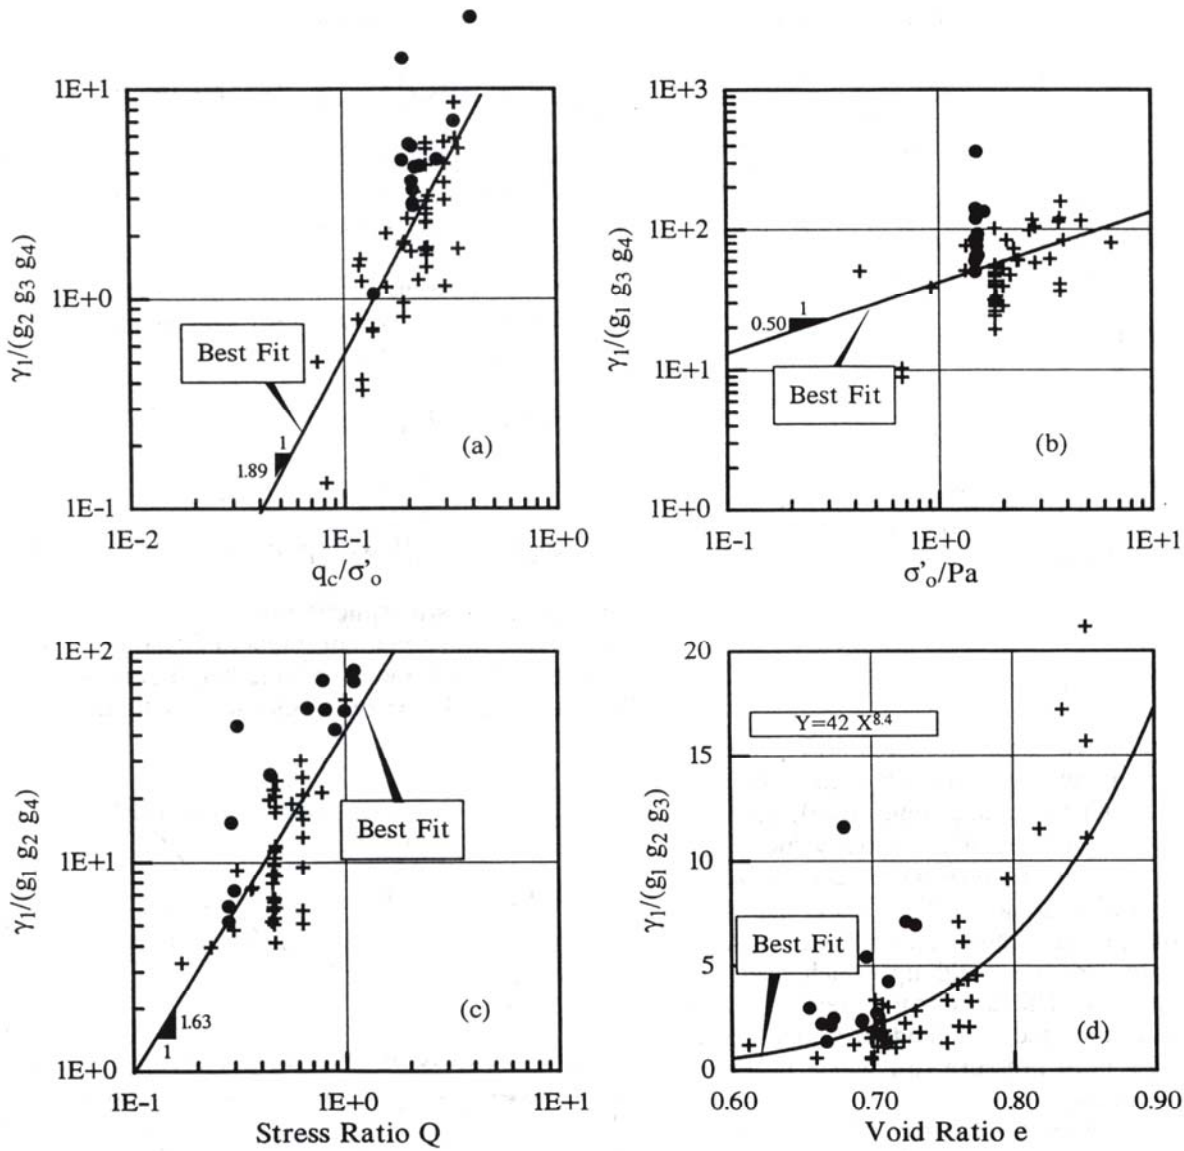 1E+1
1E+0
1E-1
γ1/(g2 g3 g4)
Best Fit
1
1.89
(a)
1E-2
1E-1
1E+0
qc/σ'o
1E+3
1E+2
1E+1
1E+0
γ1/(g1 g3 g4)
1
0.50
Best Fit
(b)
1E-1
1E+0
1E+1
σ'o/Pa
1E+2
1E+1
1E+0
γ1/(g1 g2 g4)
Best Fit
1.63
1
(c)
1E-1
1E+0
1E+1
Stress Ratio Q
20
15
10
5
0
γ1/(g1 g2 g3)
Y=42 X^8.4
Best Fit
(d)
0.60
0.70
0.80
0.90
Void Ratio e